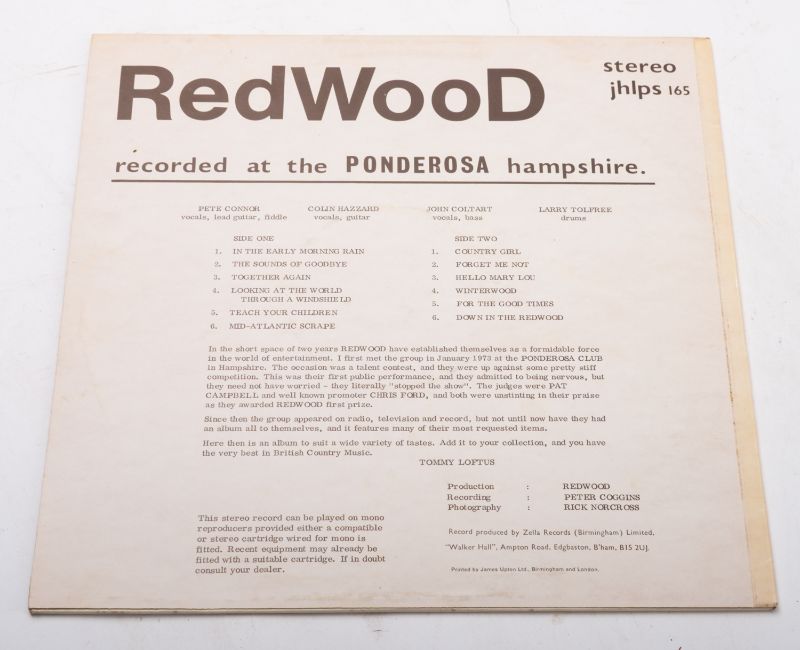 RedWooD
stereo
jhlps 165
recorded at the PONDEROSA hampshire.
PETE CONNOR
vocals, lead guitar, fiddle
COLIN HAZZARD
vocals, guitar
JOHN COLTART
vocals, bass
LARRY TOLFREE
drums
SIDE ONE
1. IN THE EARLY MORNING RAIN
2. THE SOUNDS OF GOODBYE
3. TOGETHER AGAIN
4. LOOKING AT THE WORLD
THROUGH A WINDSHIELD
5. TEACH YOUR CHILDREN
6. MID-ATLANTIC SCRAPE
SIDE TWO
1. COUNTRY GIRL
2. FORGET ME NOT
3. HELLO MARY LOU
4. WINTERWOOD
5. FOR THE GOOD TIMES
6. DOWN IN THE REDWOOD
In the short space of two years REDWOOD have established themselves as a formidable force
in the world of entertainment. I first met the group in January 1973 at the PONDEROSA CLUB
in Hampshire. The occasion was a talent contest, and they were up against some pretty stiff
competition. This was their first public performance, and they admitted to being nervous, but
they need not have worried - they literally "stopped the show". The judges were PAT
CAMPBELL and well known promoter CHRIS FORD, and both were unstinting in their praise
as they awarded REDWOOD first prize.
Since then the group appeared on radio, television and record, but not until now have they had
an album all to themselves, and it features many of their most requested items.
Here then is an album to suit a wide variety of tastes. Add it to your collection, and you have
the very best in British Country Music.
TOMMY LOFTUS
Production : REDWOOD
Recording : PETER COGGINS
Photography : RICK NORCROSS
This stereo record can be played on mono
reproducers provided either a compatible
or stereo cartridge wired for mono is
fitted. Recent equipment may already be
fitted with a suitable cartridge. If in doubt
consult your dealer.
Record produced by Zella Records (Birmingham) Limited,
"Walker Hall", Ampton Road, Edgbaston, B'ham, B15 2UJ.
Printed by James Upton Ltd., Birmingham and London.